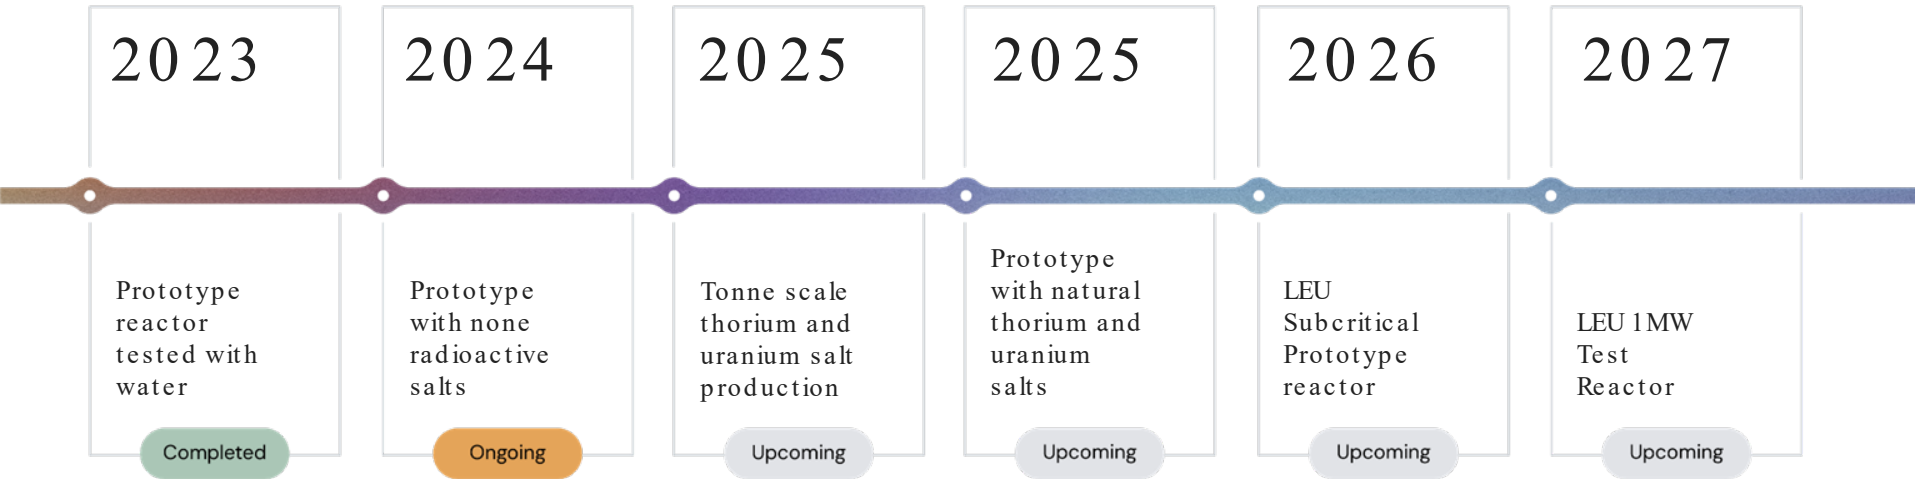 2023
Prototype
reactor
tested with
water
Completed
2024
Prototype
with none
radioactive
salts
Ongoing
2025
Tonne scale
thorium and
uranium salt
production
Upcoming
2025
Prototype
with natural
thorium and
uranium
salts
Upcoming
2026
LEU
Subcritical
Prototype
reactor
Upcoming
2027
LEU 1MW
Test
Reactor
Upcoming